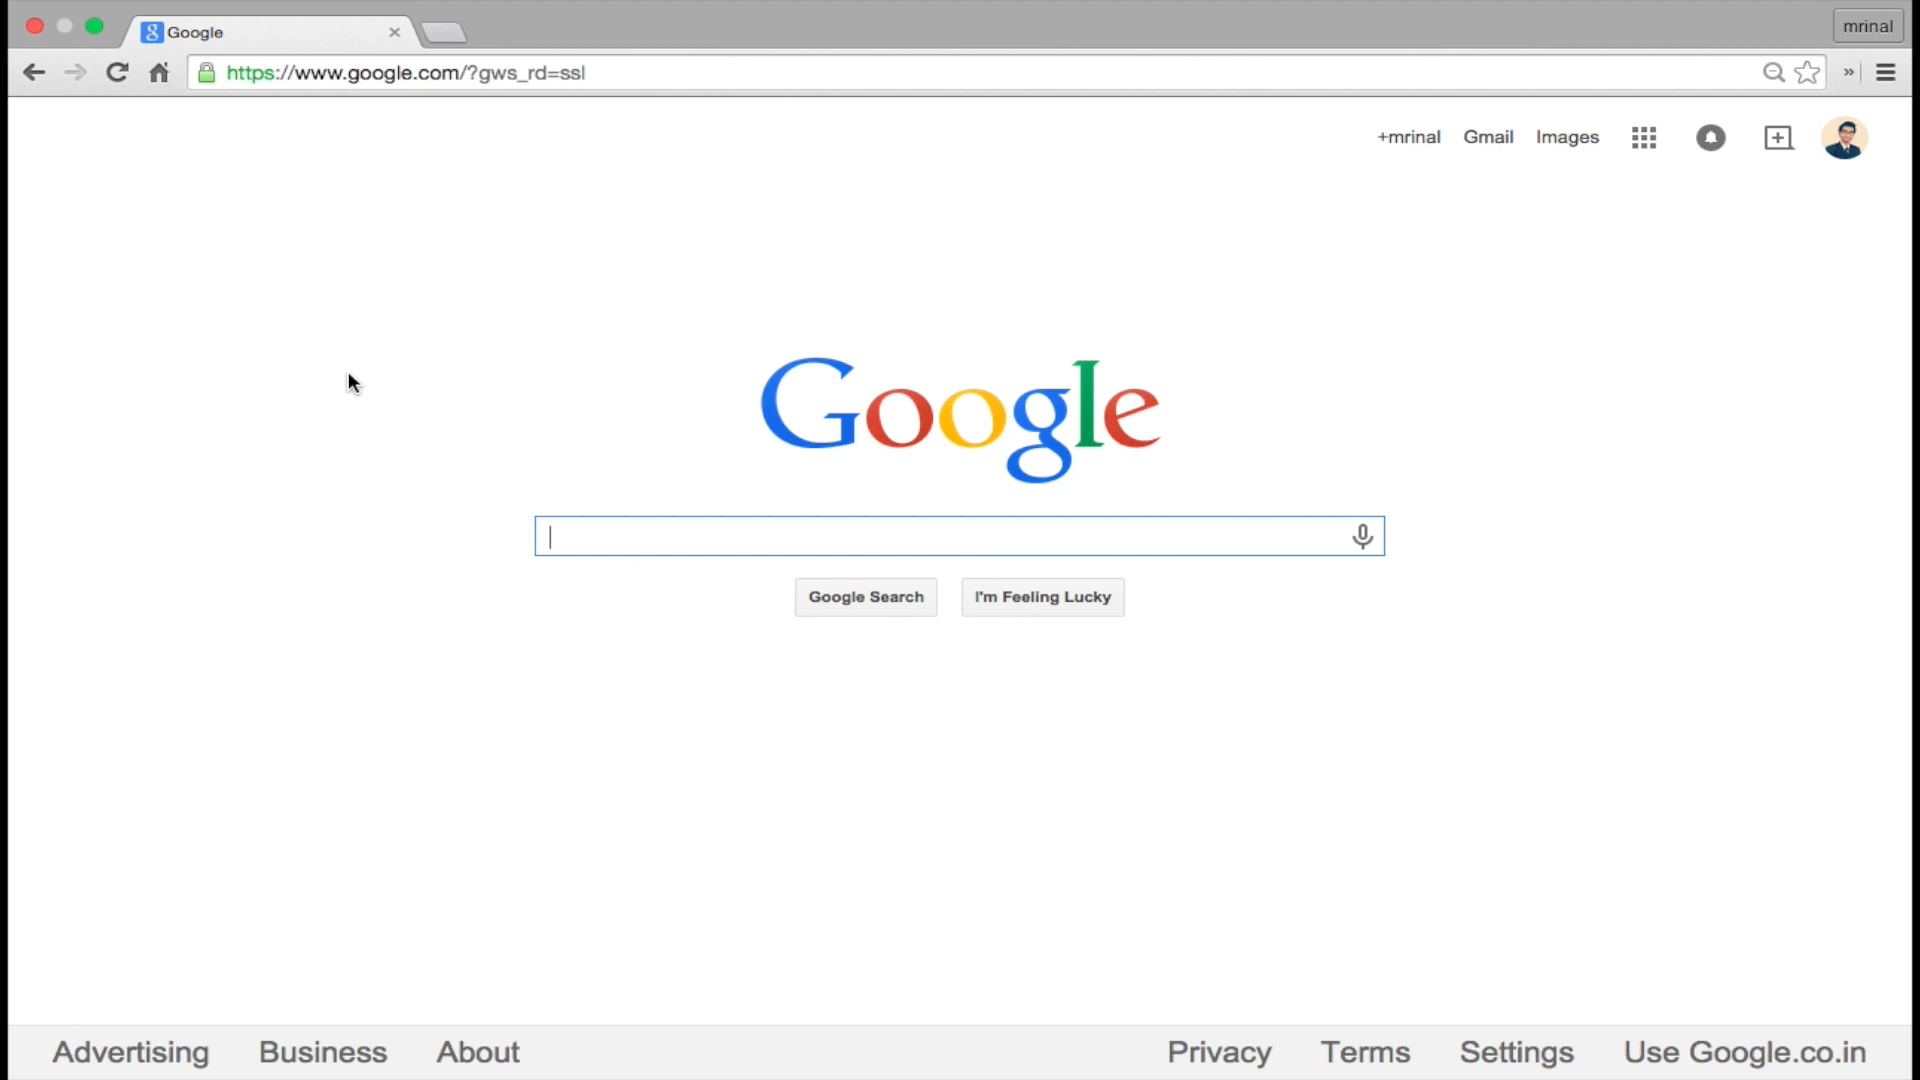 Google
mrinal
https://www.google.com/?gws_rd=ssl
+mrinal Gmail Images
Google
Google Search I'm Feeling Lucky
Advertising Business About Privacy Terms Settings Use Google.co.in